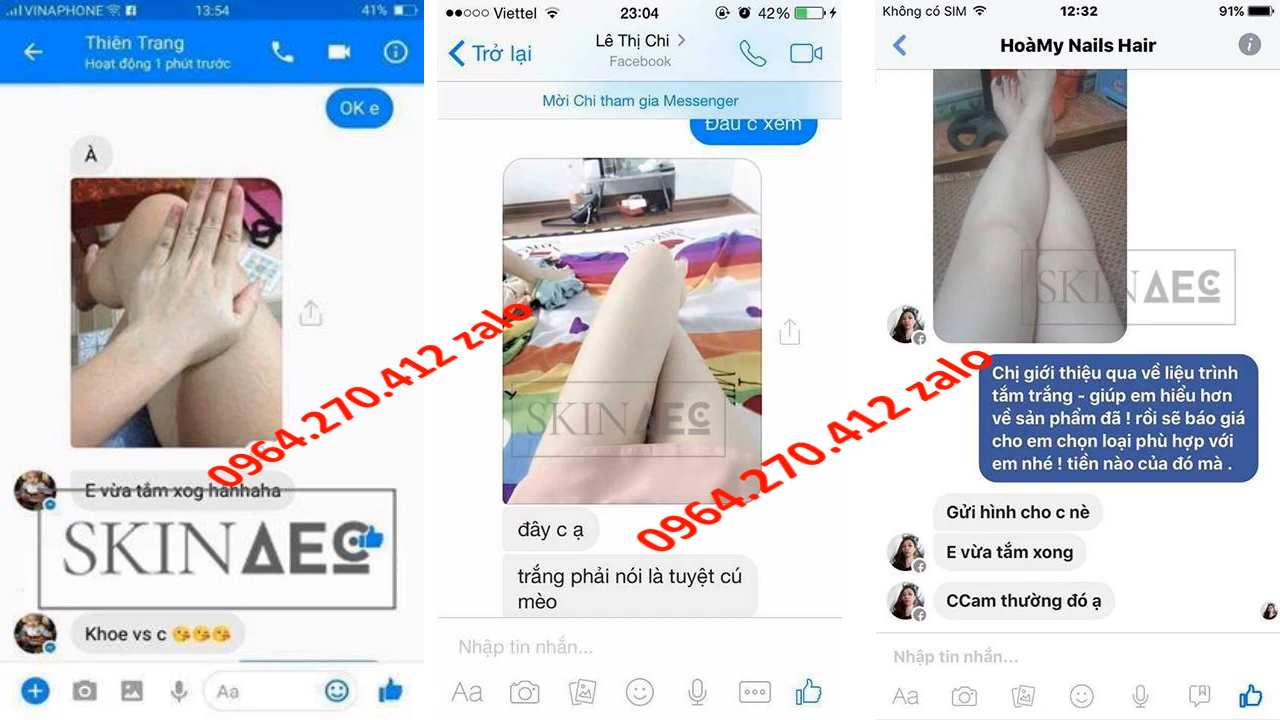 VINAPHONE
13:54
41%
Thiên Trang
Hoạt động 1 phút trước
OK e
À
E vừa tắm xog hahhaha
SKINAEC
Khoe vs c 😘😘😘
Aa
0964.270.412 zalo
Viettel
23:04
42%
Trở lại
Lê Thị Chi
Facebook
Mời Chi tham gia Messenger
Đâu c xem
SKINAEC
đây c ạ
trắng phải nói là tuyệt cú
mèo
Nhập tin nhắn...
Aa
0964.270.412 zalo
Không có SIM
12:32
91%
HoàMy Nails Hair
SKINAEC
Chị giới thiệu qua về liệu trình
tắm trắng - giúp em hiểu hơn
về sản phẩm đã ! rồi sẽ báo giá
cho em chọn loại phù hợp với
em nhé ! tiền nào của đó mà .
Gửi hình cho c nè
E vừa tắm xong
CCam thường đó ạ
Nhập tin nhắn...
Aa